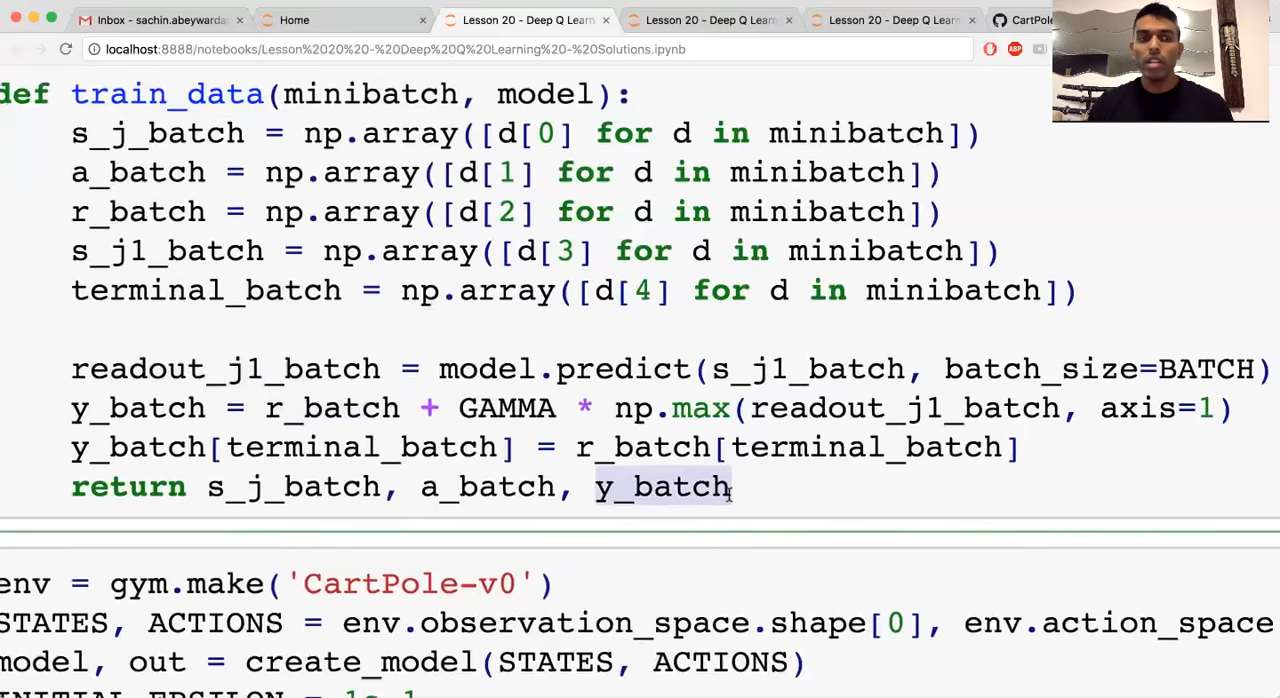 Inbox - sachin.abeywardan
Home
Lesson 20 - Deep Q Learn
Lesson 20 - Deep Q Learn
Lesson 20 - Deep Q Learn
CartPole
localhost:8888/notebooks/Lesson%2020%20-%20Deep%20Q%20Learning%20-%20Solutions.ipynb
ABP
def train_data(minibatch, model):
s_j_batch = np.array([d[0] for d in minibatch])
a_batch = np.array([d[1] for d in minibatch])
r_batch = np.array([d[2] for d in minibatch])
s_j1_batch = np.array([d[3] for d in minibatch])
terminal_batch = np.array([d[4] for d in minibatch])
readout_j1_batch = model.predict(s_j1_batch, batch_size=BATCH)
y_batch = r_batch + GAMMA * np.max(readout_j1_batch, axis=1)
y_batch[terminal_batch] = r_batch[terminal_batch]
return s_j_batch, a_batch, y_batch
env = gym.make('CartPole-v0')
STATES, ACTIONS = env.observation_space.shape[0], env.action_space
model, out = create_model(STATES, ACTIONS)
INITIAL_EPSILON = 1e-1